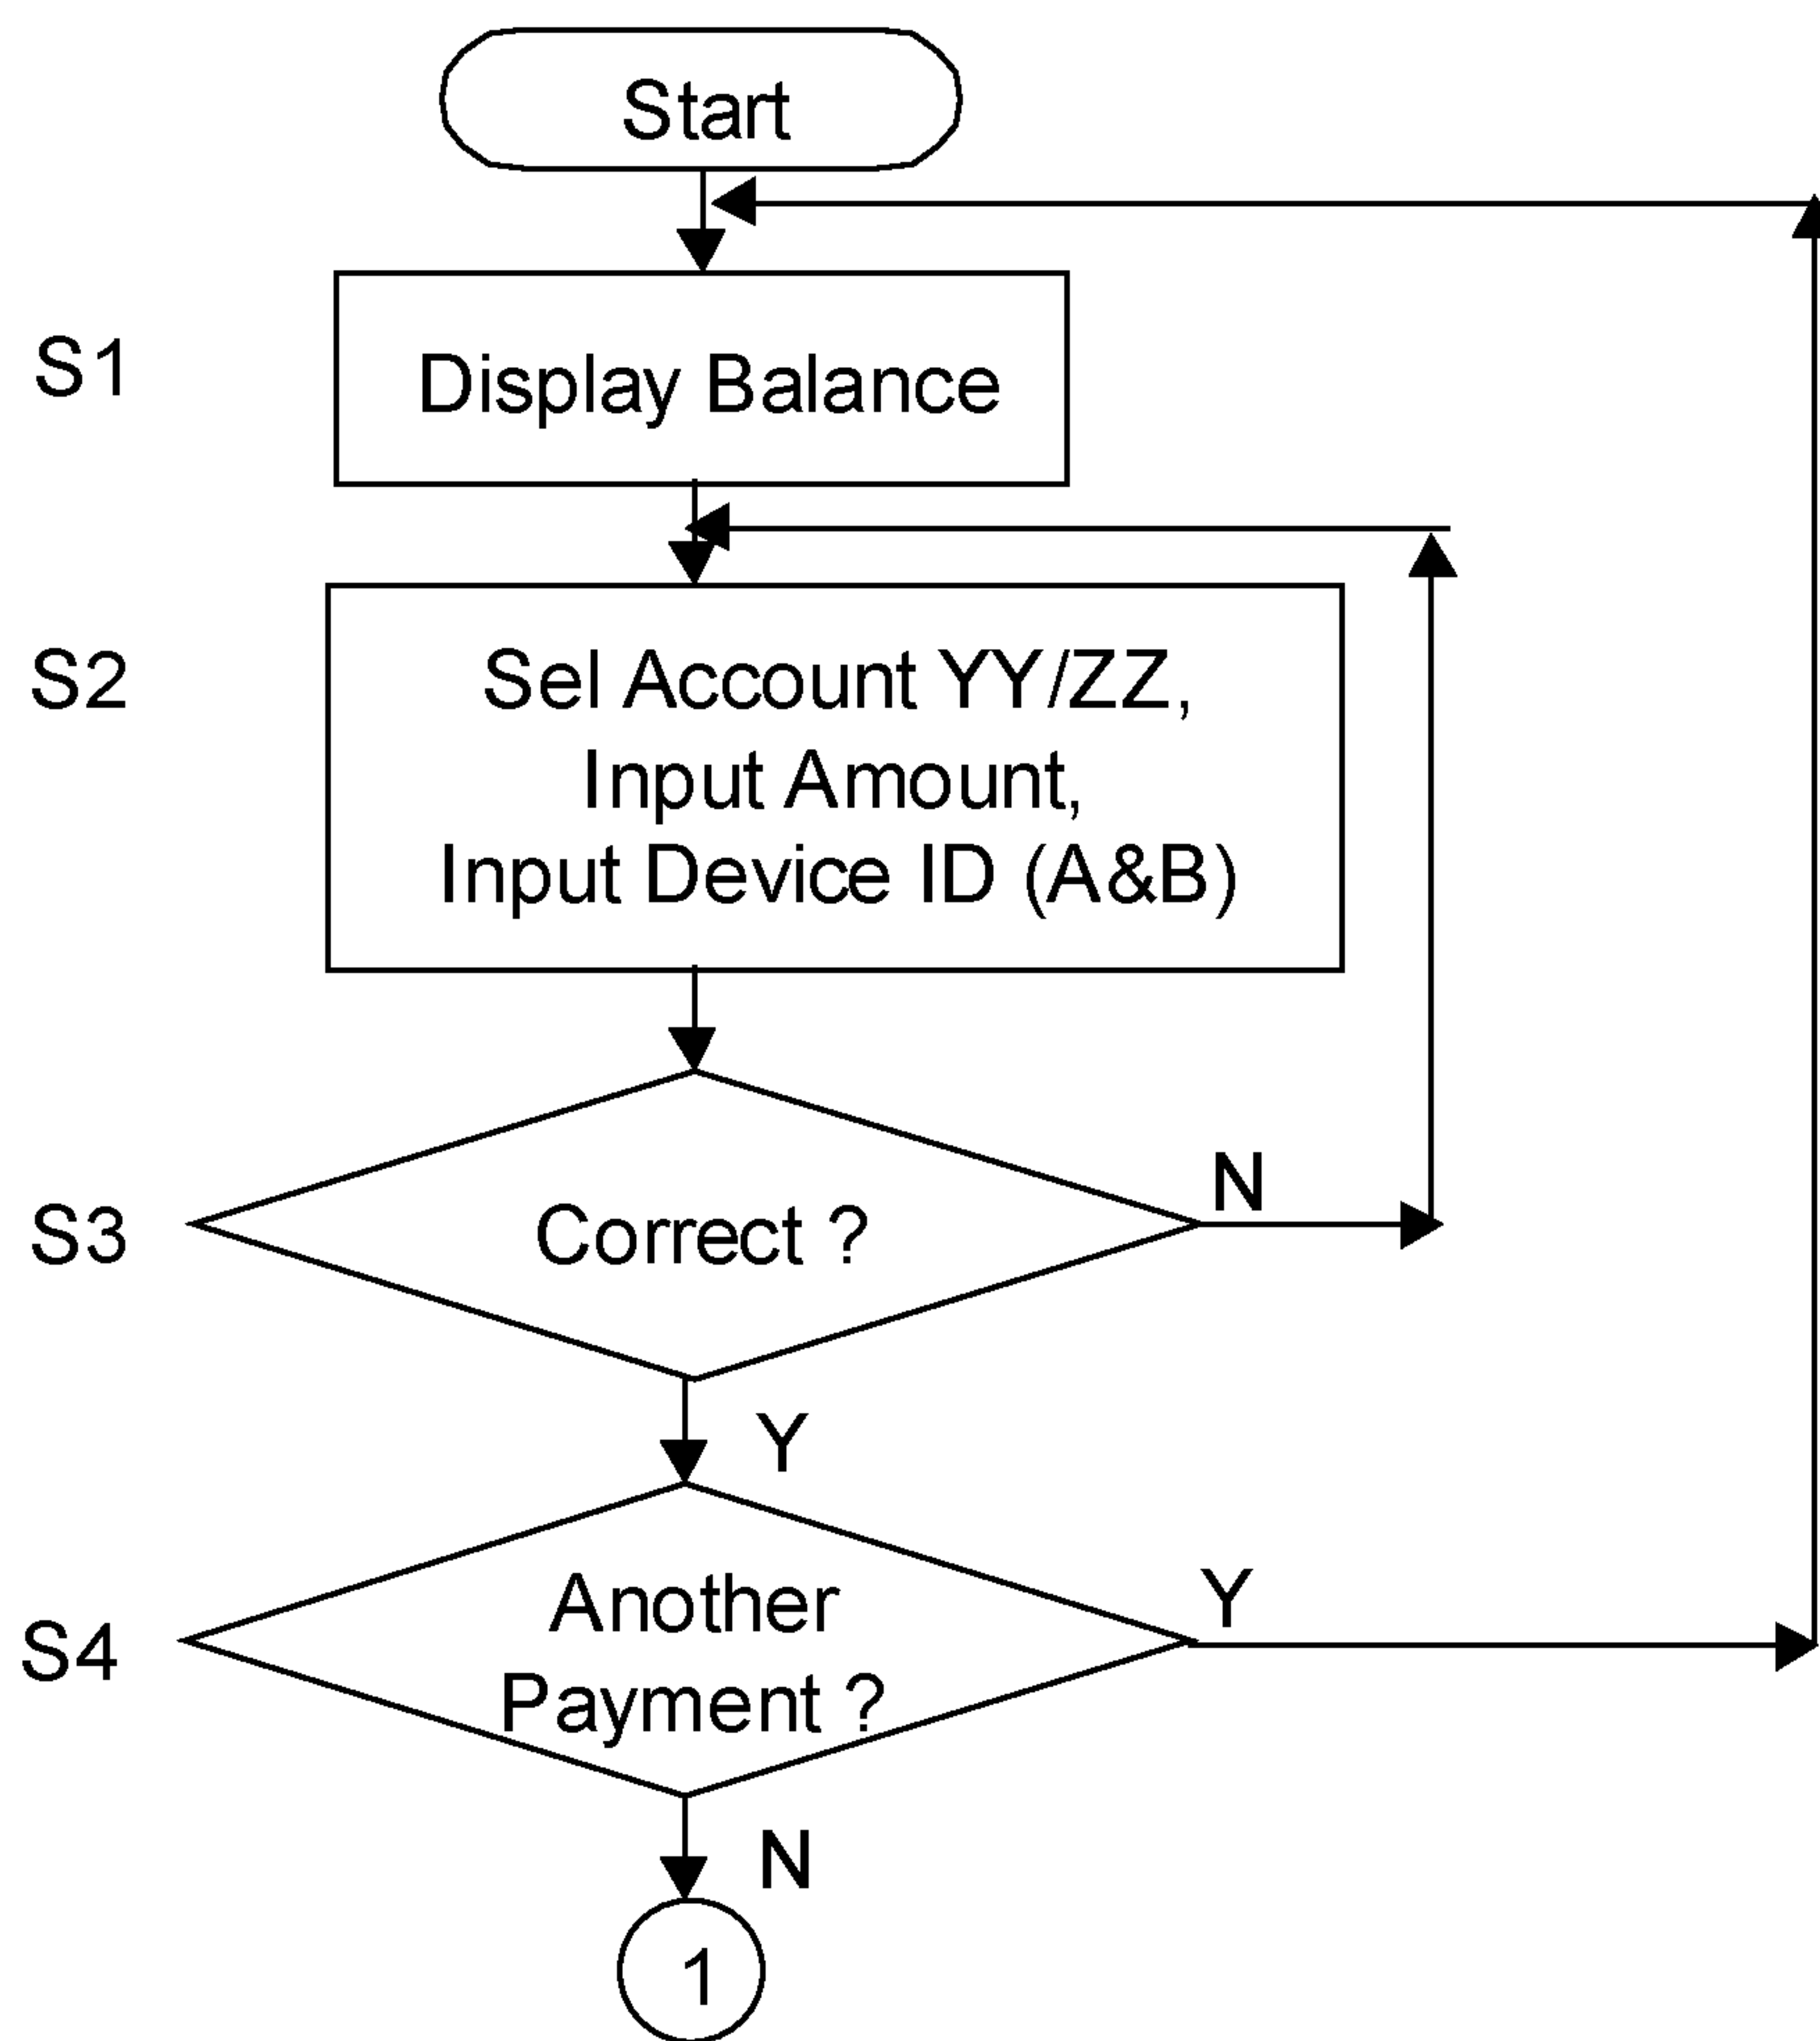 Start
S1
Display Balance
S2
Sel Account YY/ZZ,
Input Amount,
Input Device ID (A&B)
S3
Correct ?
N
Y
S4
Another
Payment ?
Y
N
1